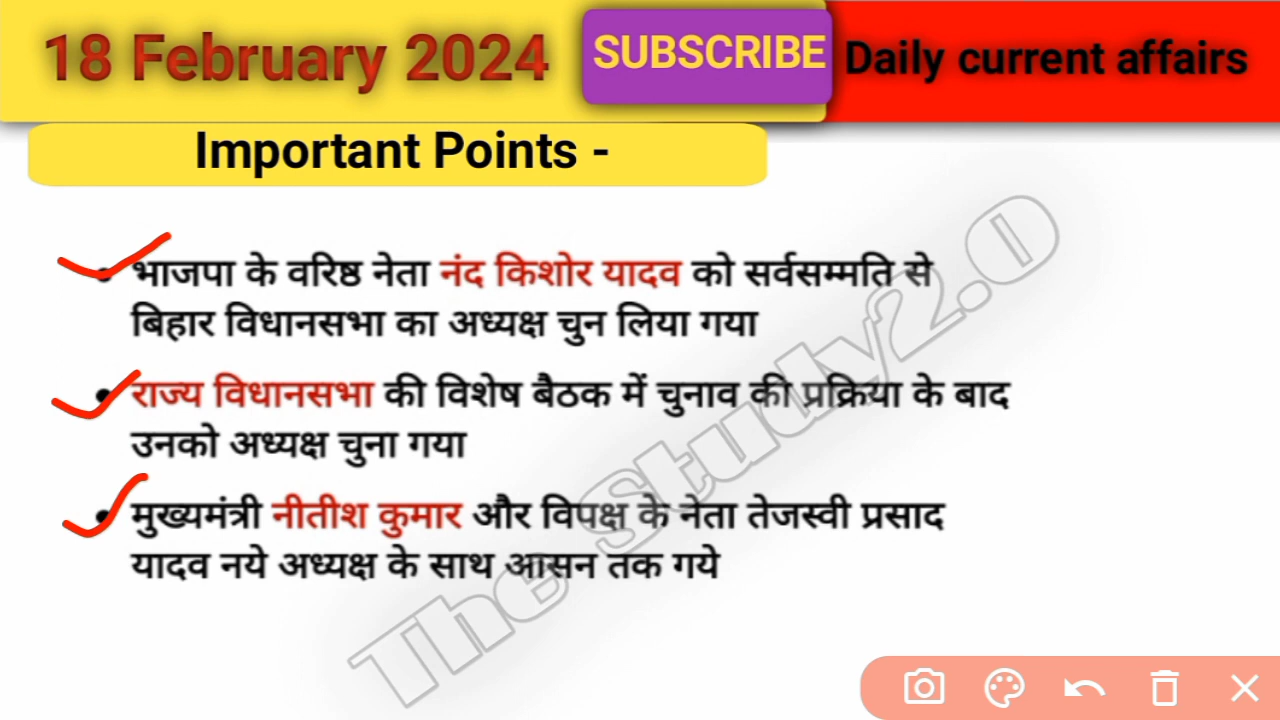 18 February 2024 SUBSCRIBE Daily current affairs
Important Points -
• भाजपा के वरिष्ठ नेता नंद किशोर यादव को सर्वसम्मति से
बिहार विधानसभा का अध्यक्ष चुन लिया गया
• राज्य विधानसभा की विशेष बैठक में चुनाव की प्रक्रिया के बाद
उनको अध्यक्ष चुना गया
• मुख्यमंत्री नीतीश कुमार और विपक्ष के नेता तेजस्वी प्रसाद
यादव नये अध्यक्ष के साथ आसन तक गये
The Study2.0